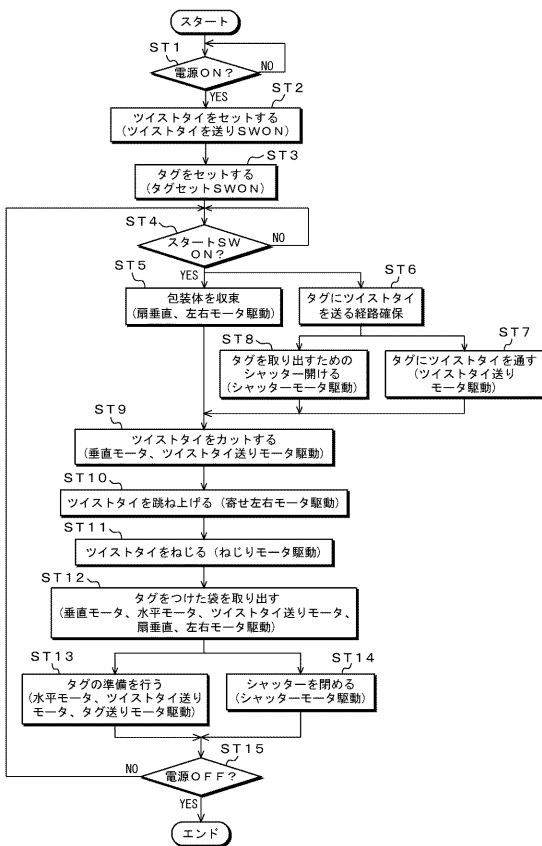 スタート
ST1
電源ON?
NO
YES
ST2
ツイストタイをセットする
(ツイストタイを送りSWON)
ST3
タグをセットする
(タグセットSWON)
ST4
スタートSW
ON?
NO
YES
ST5
包装体を収束
(扇垂直、左右モータ駆動)
ST6
タグにツイストタイ
を送る経路確保
ST8
タグを取り出すための
シャッター開ける
(シャッターモータ駆動)
ST7
タグにツイストタイを通す
(ツイストタイ送り
モータ駆動)
ST9
ツイストタイをカットする
(垂直モータ、ツイストタイ送りモータ駆動)
ST10
ツイストタイを跳ね上げる(寄せ左右モータ駆動)
ST11
ツイストタイをねじる(ねじりモータ駆動)
ST12
タグをつけた袋を取り出す
(垂直モータ、水平モータ、ツイストタイ送りモータ、
扇垂直、左右モータ駆動)
ST13
タグの準備を行う
(水平モータ、ツイストタイ送り
モータ、タグ送りモータ駆動)
ST14
シャッターを閉める
(シャッターモータ駆動)
ST15
電源OFF?
NO
YES
エンド